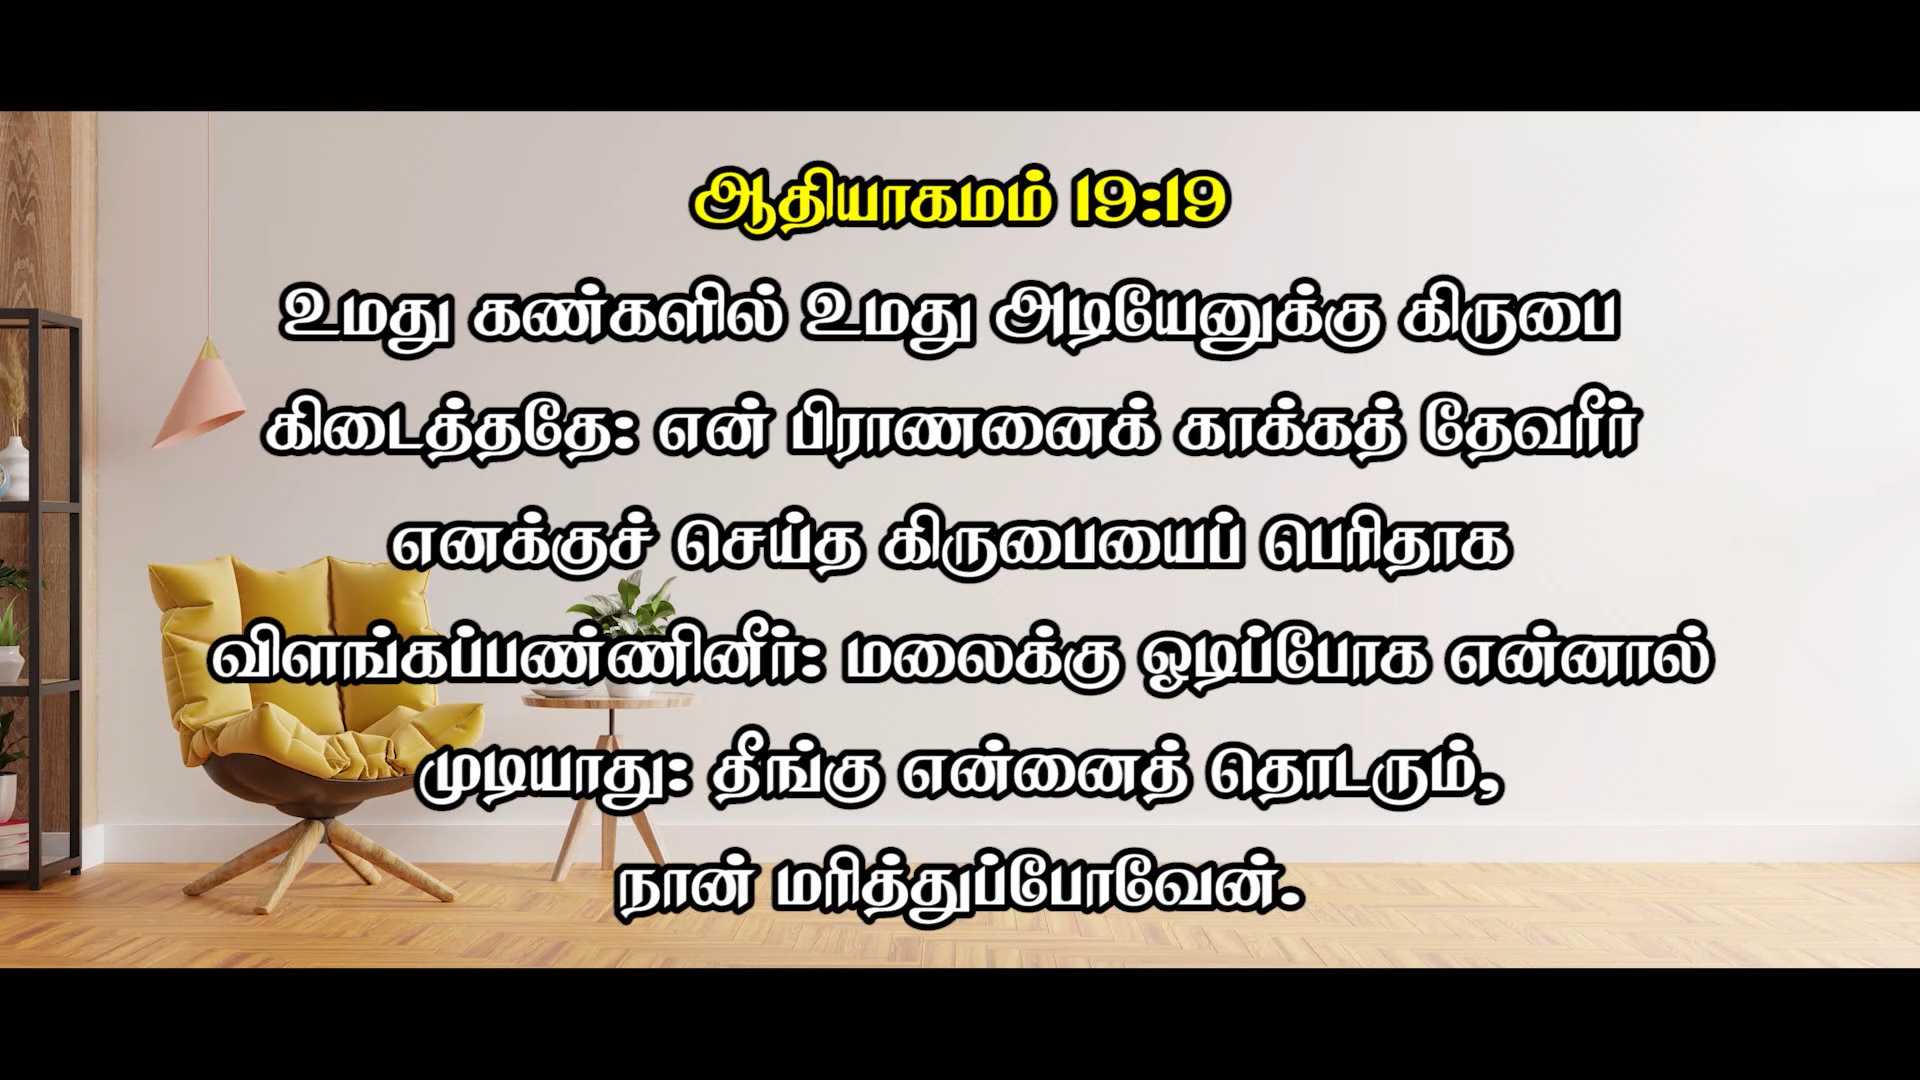 ஆதியாகமம் 19:19
உமது கண்களில் உமது அடியேனுக்கு கிருபை
கிடைத்ததே: என் பிராணனைக் காக்கத் தேவரீர்
எனக்குச் செய்த கிருபையைப் பெரிதாக
விளங்கப்பண்ணினீர்: மலைக்கு ஓடிப்போக என்னால்
முடியாது: தீங்கு என்னைத் தொடரும்,
நான் மரித்துப்போவேன்.